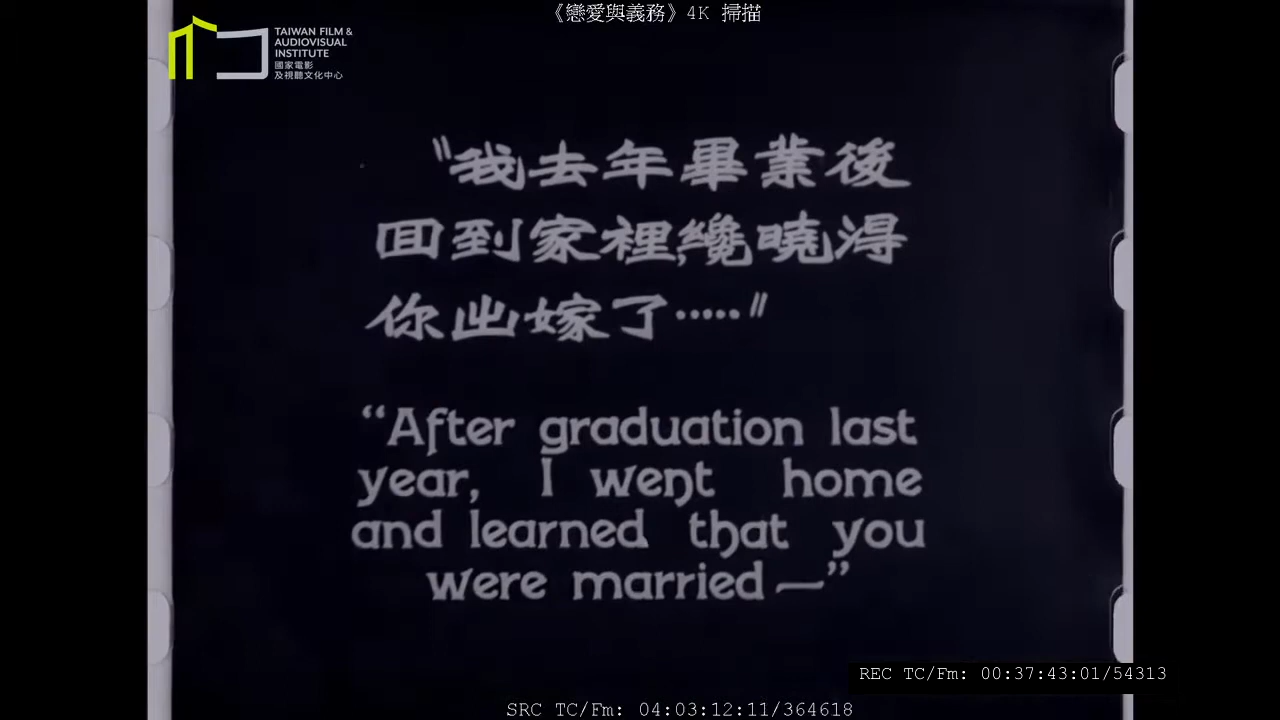 《戀愛與義務》4K 掃描
TAIWAN FILM &
AUDIOVISUAL
INSTITUTE
國家電影
及視聽文化中心
"我去年畢業後
回到家裡,纔曉得
你出嫁了·····"
“After graduation last
year, I went home
and learned that you
were married—”
REC TC/Fm: 00:37:43:01/54313
SRC TC/Fm: 04:03:12:11/364618